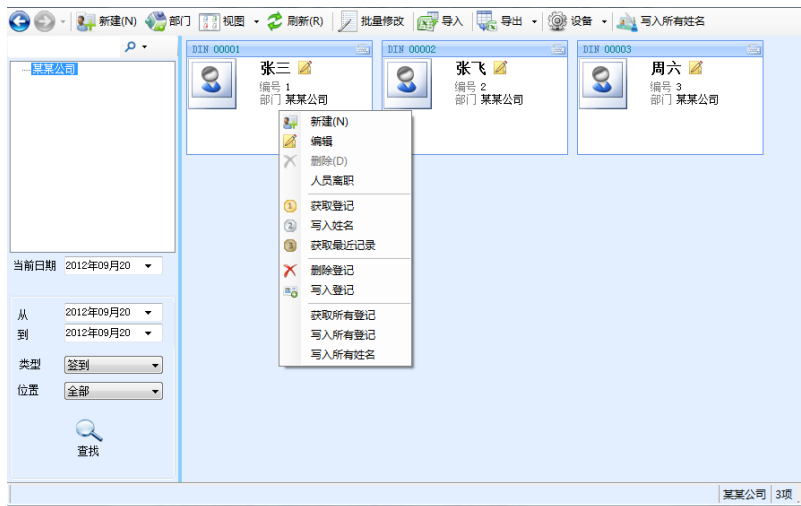 新建(N) 部门 视图 刷新(R) 批量修改 导入 导出 设备 写入所有姓名
某某公司
当前日期 2012年09月20
从 2012年09月20
到 2012年09月20
类型 签到
位置 全部
查找
DIN 00001
张三
编号 1
部门 某某公司
DIN 00002
张飞
编号 2
部门 某某公司
DIN 00003
周六
编号 3
部门 某某公司
新建(N)
编辑
删除(D)
人员离职
1 获取登记
2 写入姓名
3 获取最近记录
删除登记
写入登记
获取所有登记
写入所有登记
写入所有姓名
某某公司 3项